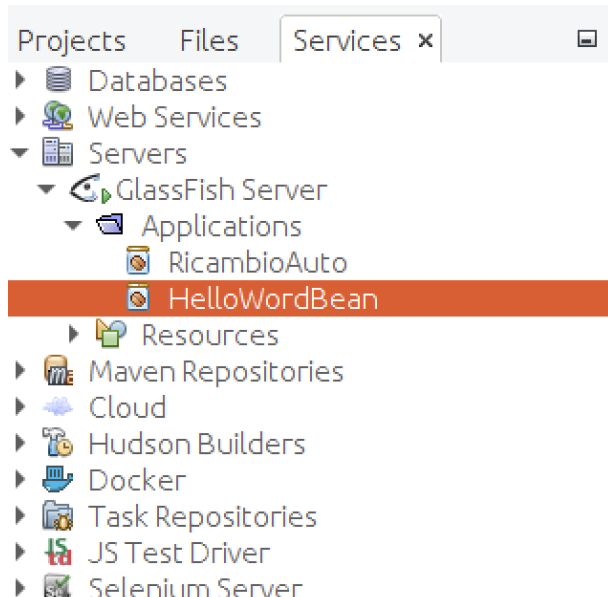 Projects Files Services
Databases
Web Services
Servers
GlassFish Server
Applications
RicambioAuto
HelloWordBean
Resources
Maven Repositories
Cloud
Hudson Builders
Docker
Task Repositories
JS Test Driver
Selenium Server